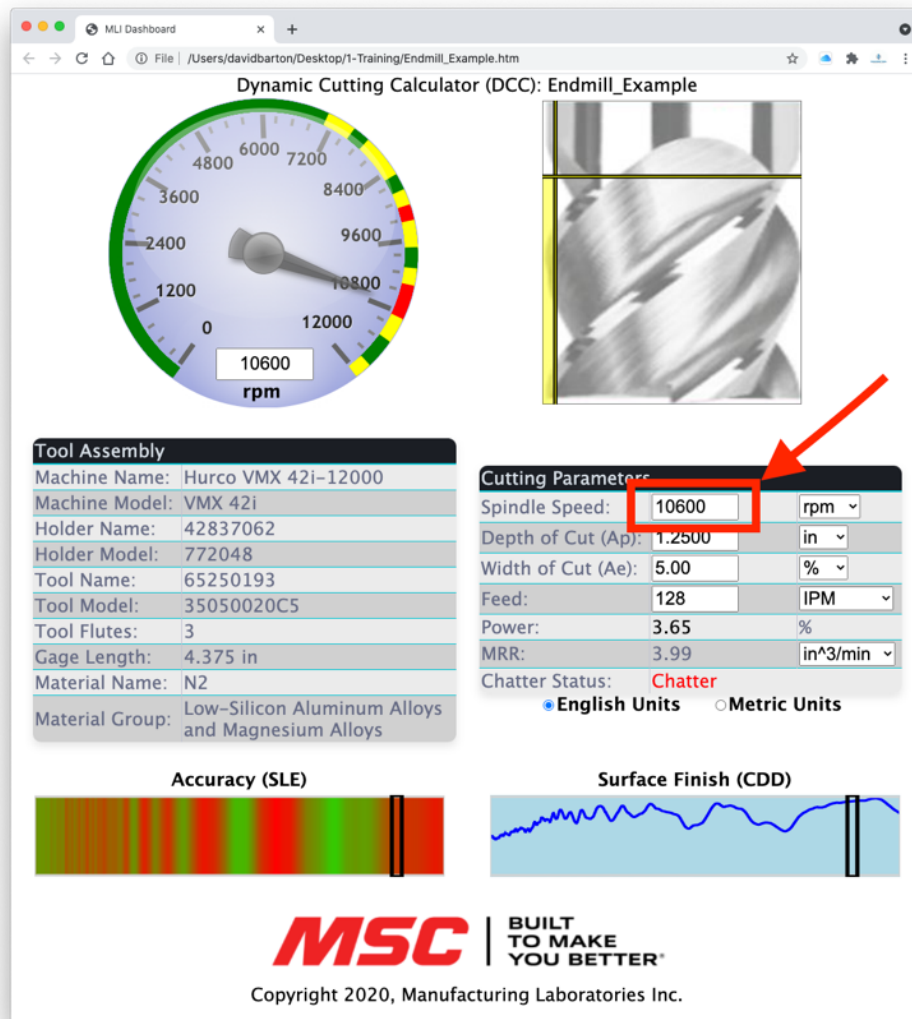 MLI Dashboard
File | /Users/davidbarton/Desktop/1-Training/Endmill_Example.htm
Dynamic Cutting Calculator (DCC): Endmill_Example
0
1200
2400
3600
4800
6000
7200
8400
9600
10800
12000
10600
rpm
Tool Assembly
Machine Name: Hurco VMX 42i-12000
Machine Model: VMX 42i
Holder Name: 42837062
Holder Model: 772048
Tool Name: 65250193
Tool Model: 35050020C5
Tool Flutes: 3
Gage Length: 4.375 in
Material Name: N2
Material Group: Low-Silicon Aluminum Alloys
and Magnesium Alloys
Cutting Parameters
Spindle Speed: 10600 rpm
Depth of Cut (Ap): 1.2500 in
Width of Cut (Ae): 5.00 %
Feed: 128 IPM
Power: 3.65 %
MRR: 3.99 in^3/min
Chatter Status: Chatter
English Units Metric Units
Accuracy (SLE)
Surface Finish (CDD)
MSC
BUILT
TO MAKE
YOU BETTER®
Copyright 2020, Manufacturing Laboratories Inc.